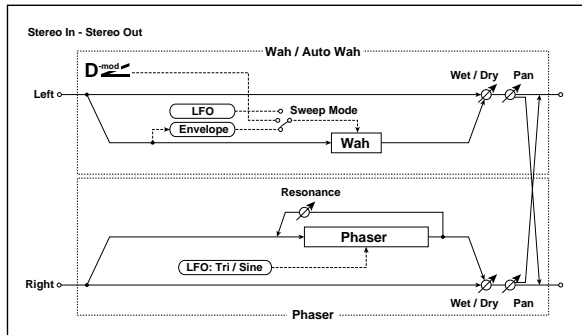 Stereo In - Stereo Out
Wah / Auto Wah
D-mod
Wet / Dry
Pan
Left
LFO
Sweep Mode
Envelope
Wah
Resonance
Phaser
LFO: Tri / Sine
Right
Wet / Dry
Pan
Phaser